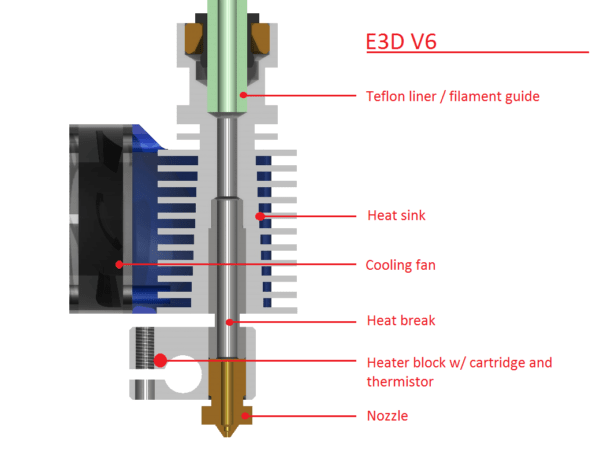 E3D V6
Teflon liner / filament guide
Heat sink
Cooling fan
Heat break
Heater block w/ cartridge and
thermistor
Nozzle